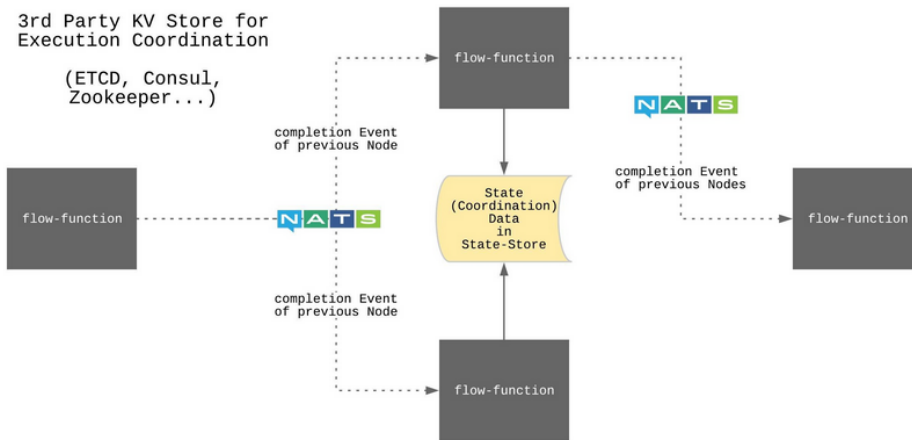 3rd Party KV Store for
Execution Coordination
(ETCD, Consul,
Zookeeper...)
flow-function
NATS
completion Event
of previous Node
completion Event
of previous Node
flow-function
State
(Coordination)
Data
in
State-Store
flow-function
NATS
completion Event
of previous Nodes
flow-function